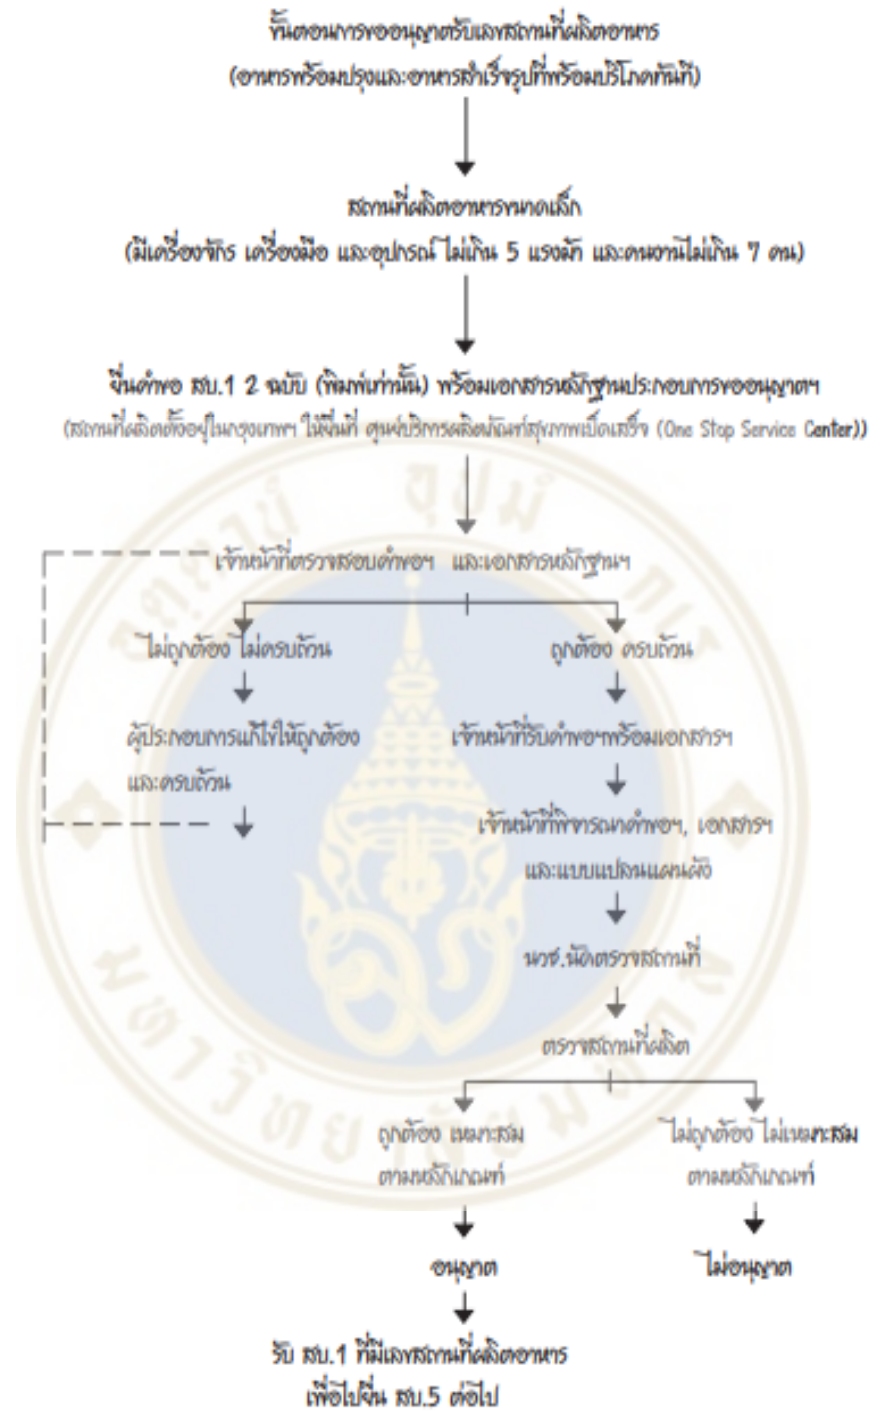 ขั้นตอนการขออนุญาตรับเลขสถานที่ผลิตอาหาร
(อาหารพร้อมปรุงและอาหารสำเร็จรูปที่พร้อมบริโภคทันที)
สถานที่ผลิตอาหารขนาดเล็ก
(มีเครื่องจักร เครื่องมือ และอุปกรณ์ ไม่เกิน 5 แรงม้า และคนงานไม่เกิน 7 คน)
ยื่นคำขอ สบ.1 2 ฉบับ (พิมพ์เท่านั้น) พร้อมเอกสารหลักฐานประกอบการขออนุญาตฯ
(สถานที่ผลิตตั้งอยู่ในกรุงเทพฯ ให้ยื่นที่ ศูนย์บริการผลิตภัณฑ์สุขภาพเบ็ดเสร็จ (One Stop Service Center))
เจ้าหน้าที่ตรวจสอบคำขอฯ และเอกสารหลักฐานฯ
ไม่ถูกต้อง ไม่ครบถ้วน
ถูกต้อง ครบถ้วน
ผู้ประกอบการแก้ไขให้ถูกต้อง
และครบถ้วน
เจ้าหน้าที่รับคำขอฯพร้อมเอกสารฯ
เจ้าหน้าที่พิจารณาคำขอฯ, เอกสารฯ
และแบบแปลนแผนผัง
นวช.นัดตรวจสถานที่
ตรวจสถานที่ผลิต
ถูกต้อง เหมาะสม
ตามหลักเกณฑ์
ไม่ถูกต้อง ไม่เหมาะสม
ตามหลักเกณฑ์
อนุญาต
ไม่อนุญาต
รับ สบ.1 ที่มีเลขสถานที่ผลิตอาหาร
เพื่อไปยื่น สบ.5 ต่อไป
อตฺตานํ อุปมํ กเร
มหาวิทยาลัยมหิดล